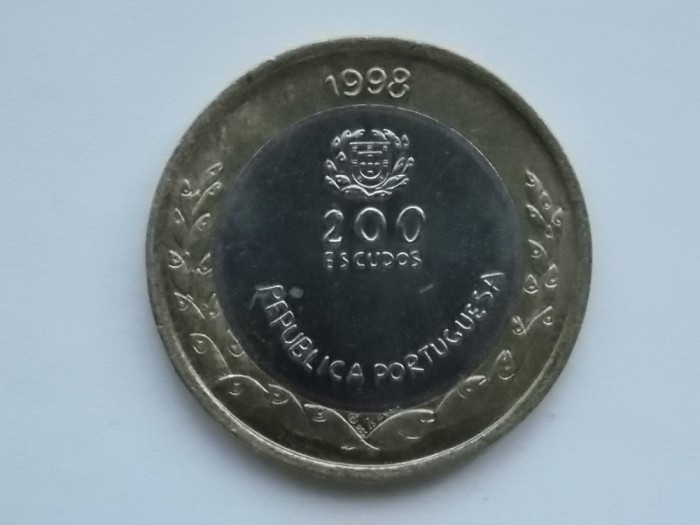 1998
200
ESCUDOS
REPUBLICA PORTUGUESA